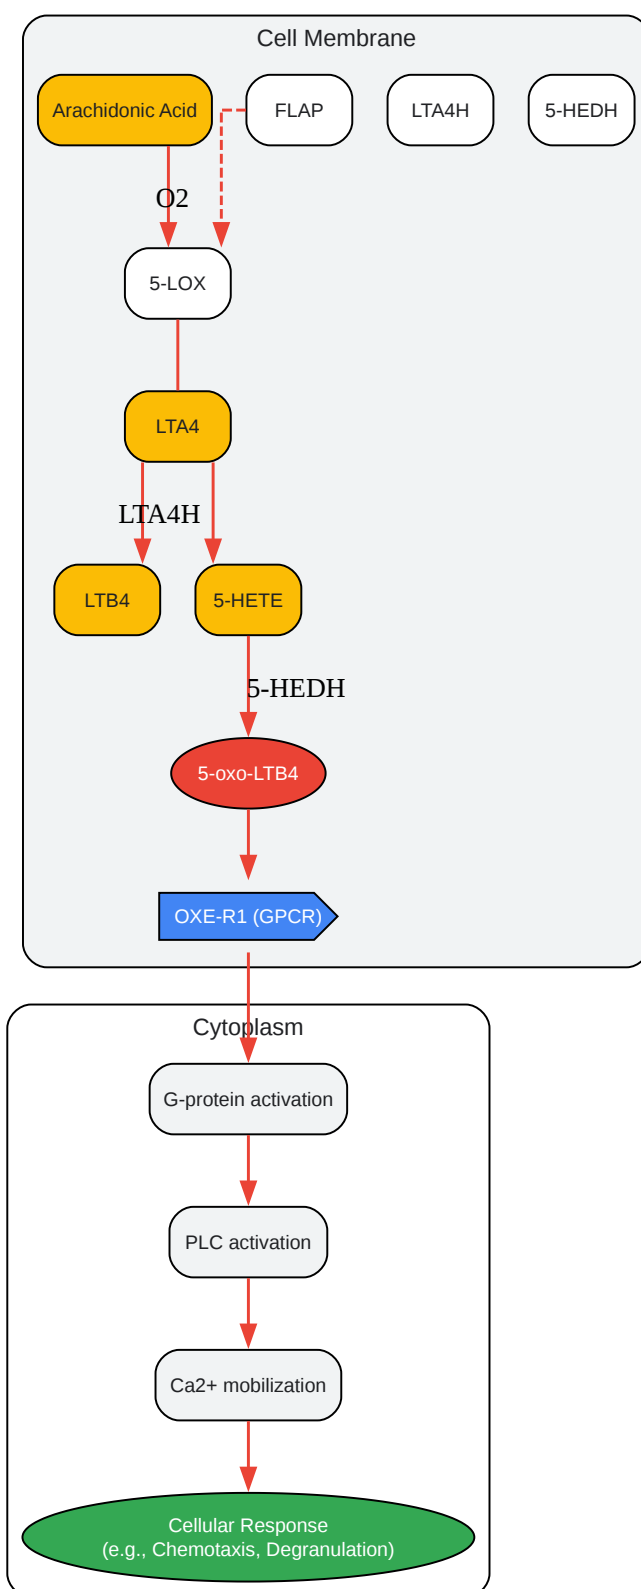 Cell Membrane
Arachidonic Acid
FLAP
LTA4H
5-HEDH
O2
5-LOX
LTA4
LTA4H
LTB4
5-HETE
5-HEDH
5-oxo-LTB4
OXE-R1 (GPCR)
Cytoplasm
G-protein activation
PLC activation
Ca2+ mobilization
Cellular Response
(e.g., Chemotaxis, Degranulation)